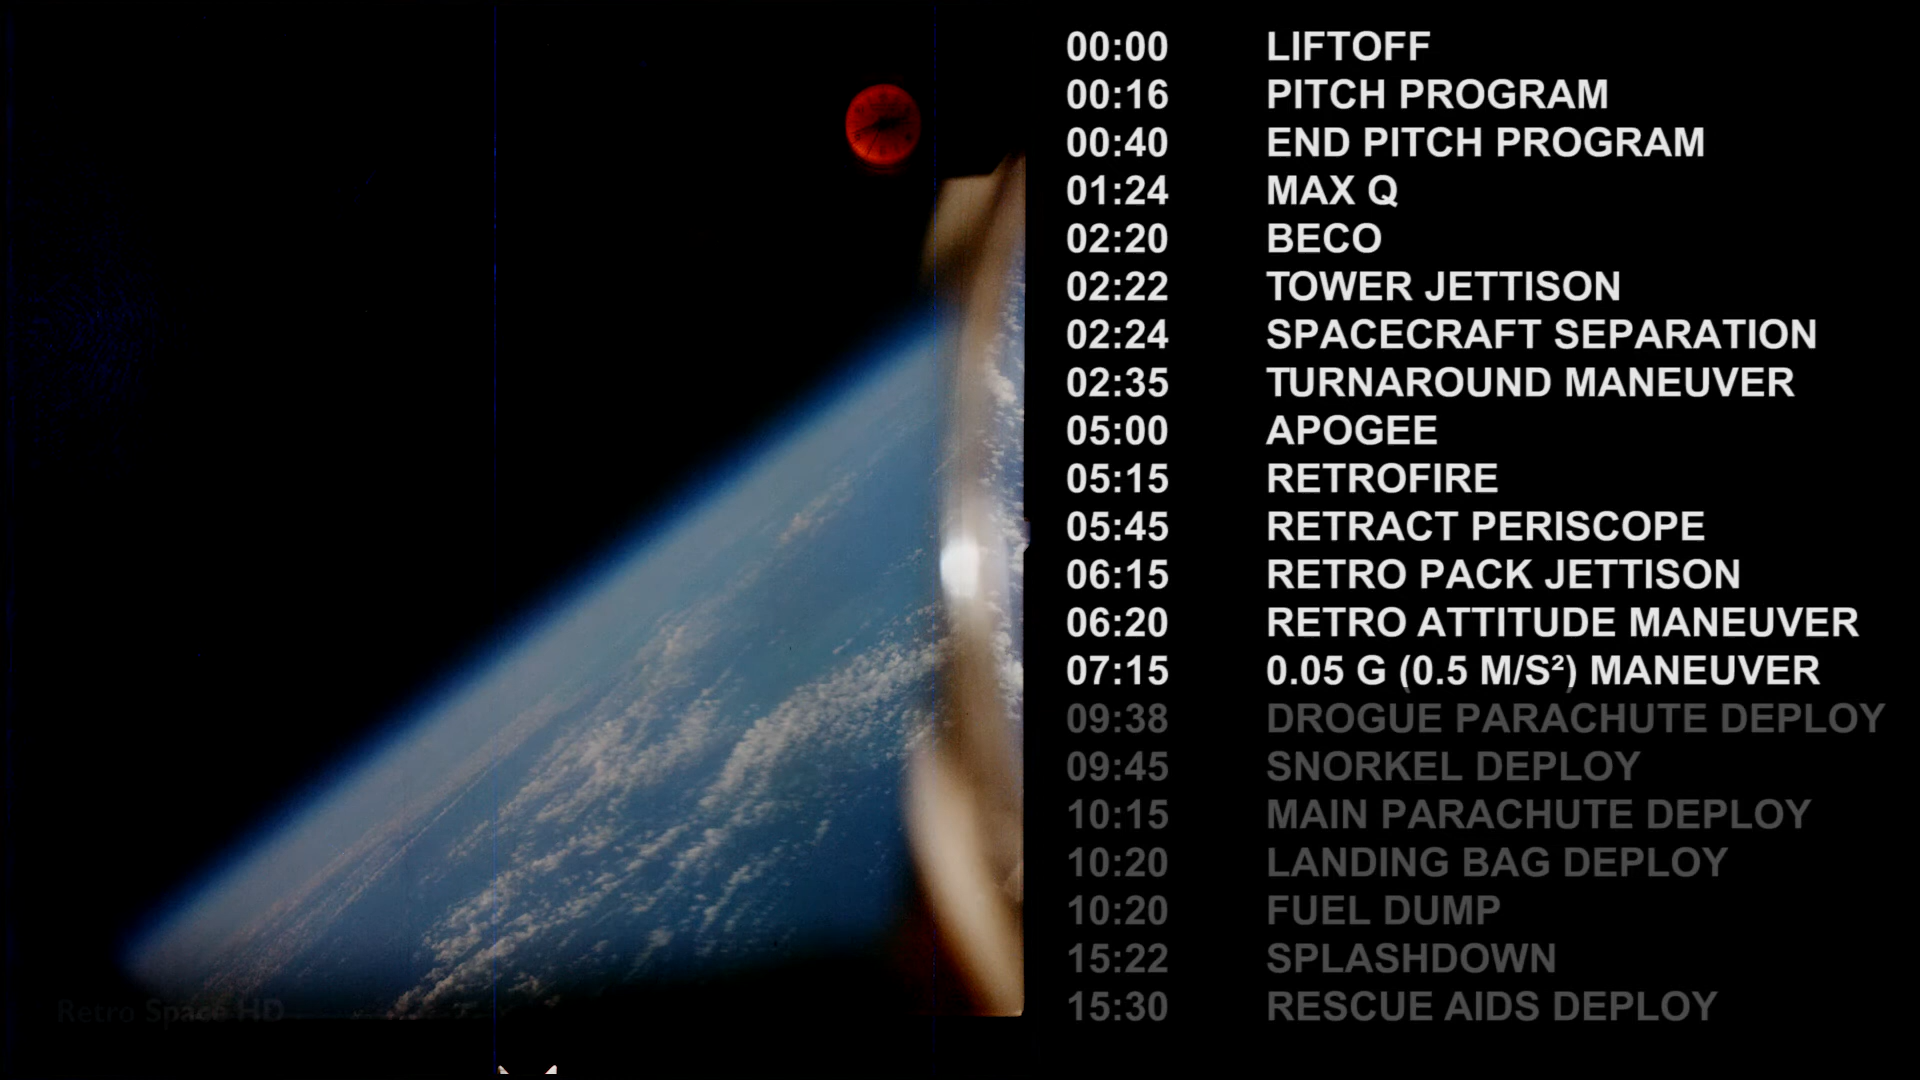 00:00 LIFTOFF
00:16 PITCH PROGRAM
00:40 END PITCH PROGRAM
01:24 MAX Q
02:20 BECO
02:22 TOWER JETTISON
02:24 SPACECRAFT SEPARATION
02:35 TURNAROUND MANEUVER
05:00 APOGEE
05:15 RETROFIRE
05:45 RETRACT PERISCOPE
06:15 RETRO PACK JETTISON
06:20 RETRO ATTITUDE MANEUVER
07:15 0.05 G (0.5 M/S²) MANEUVER
09:38 DROGUE PARACHUTE DEPLOY
09:45 SNORKEL DEPLOY
10:15 MAIN PARACHUTE DEPLOY
10:20 LANDING BAG DEPLOY
10:20 FUEL DUMP
15:22 SPLASHDOWN
15:30 RESCUE AIDS DEPLOY
Retro Space HD